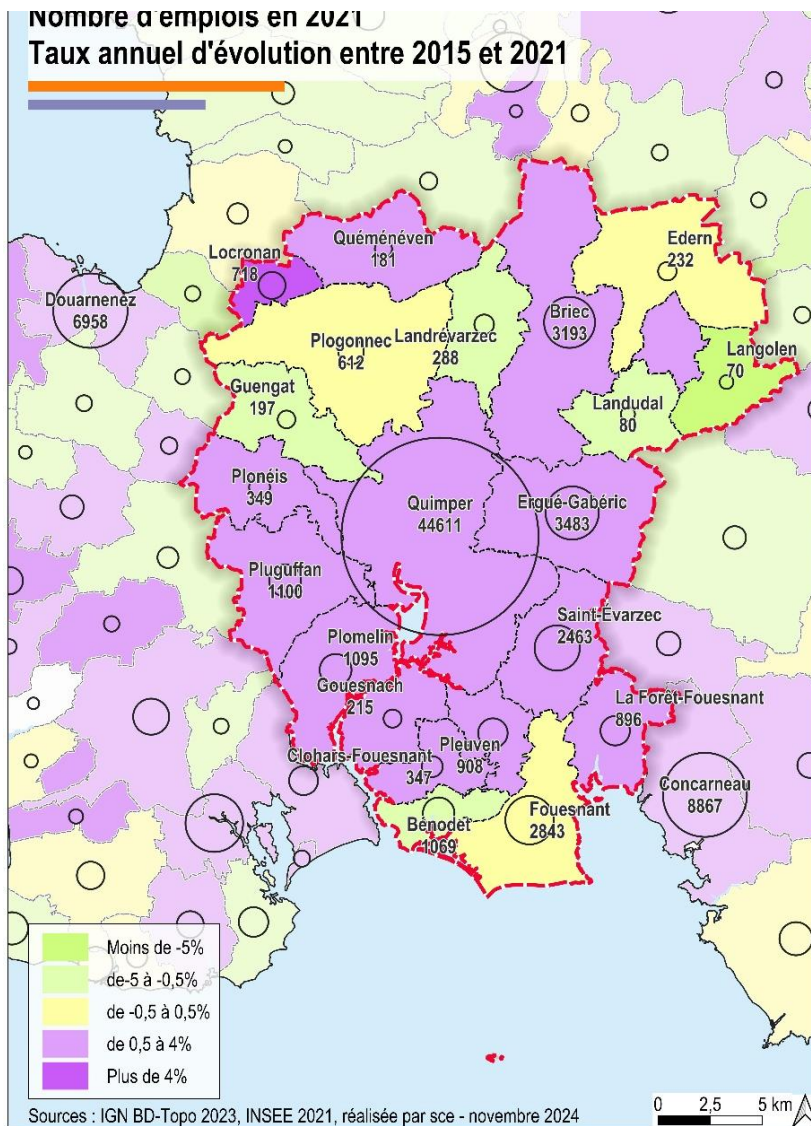 Nombre d'emplois en 2021
Taux annuel d'évolution entre 2015 et 2021
Edern
232
Quéménéven
181
Locronan
718
Douarnenez
6958
Briec
3193
Plogonnec
612
Landrévarzec
288
Langolen
70
Guengat
197
Landudal
80
Plonéis
349
Quimper
44611
Ergué-Gabéric
3483
Pluguffan
1100
Saint-Évarzec
2463
Plomelin
1095
Gouesnach
215
La Forêt-Fouesnant
896
Clohars-Fouesnant
347
Pleuven
908
Concarneau
8867
Bénodet
1069
Fouesnant
2843
Moins de -5%
de-5 à -0,5%
de -0,5 à 0,5%
de 0,5 à 4%
Plus de 4%
0 2,5 5 km
Sources : IGN BD-Topo 2023, INSEE 2021, réalisée par sce - novembre 2024